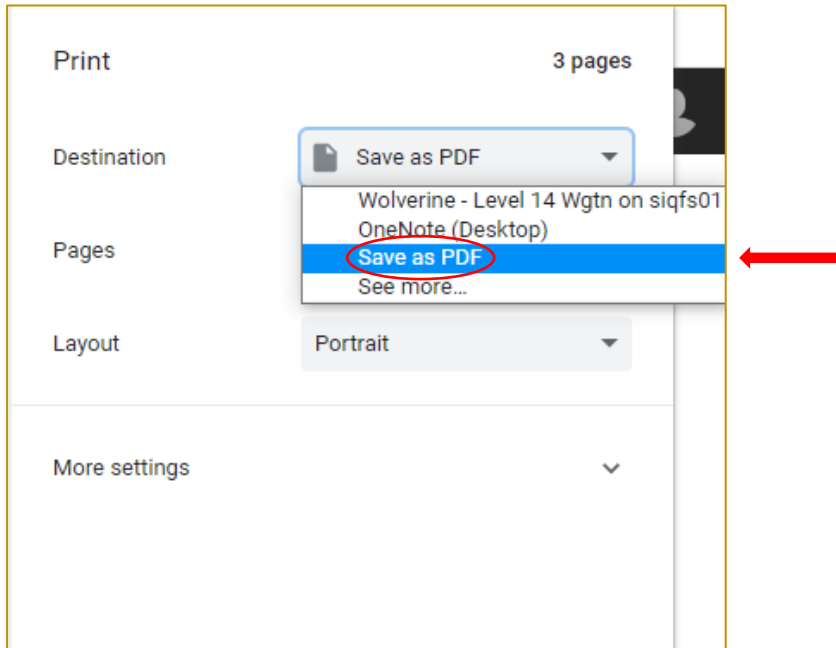 Print 3 pages
Destination Save as PDF
Wolverine - Level 14 Wgtn on siqfs01
OneNote (Desktop)
Pages
Save as PDF
See more...
Layout Portrait
More settings